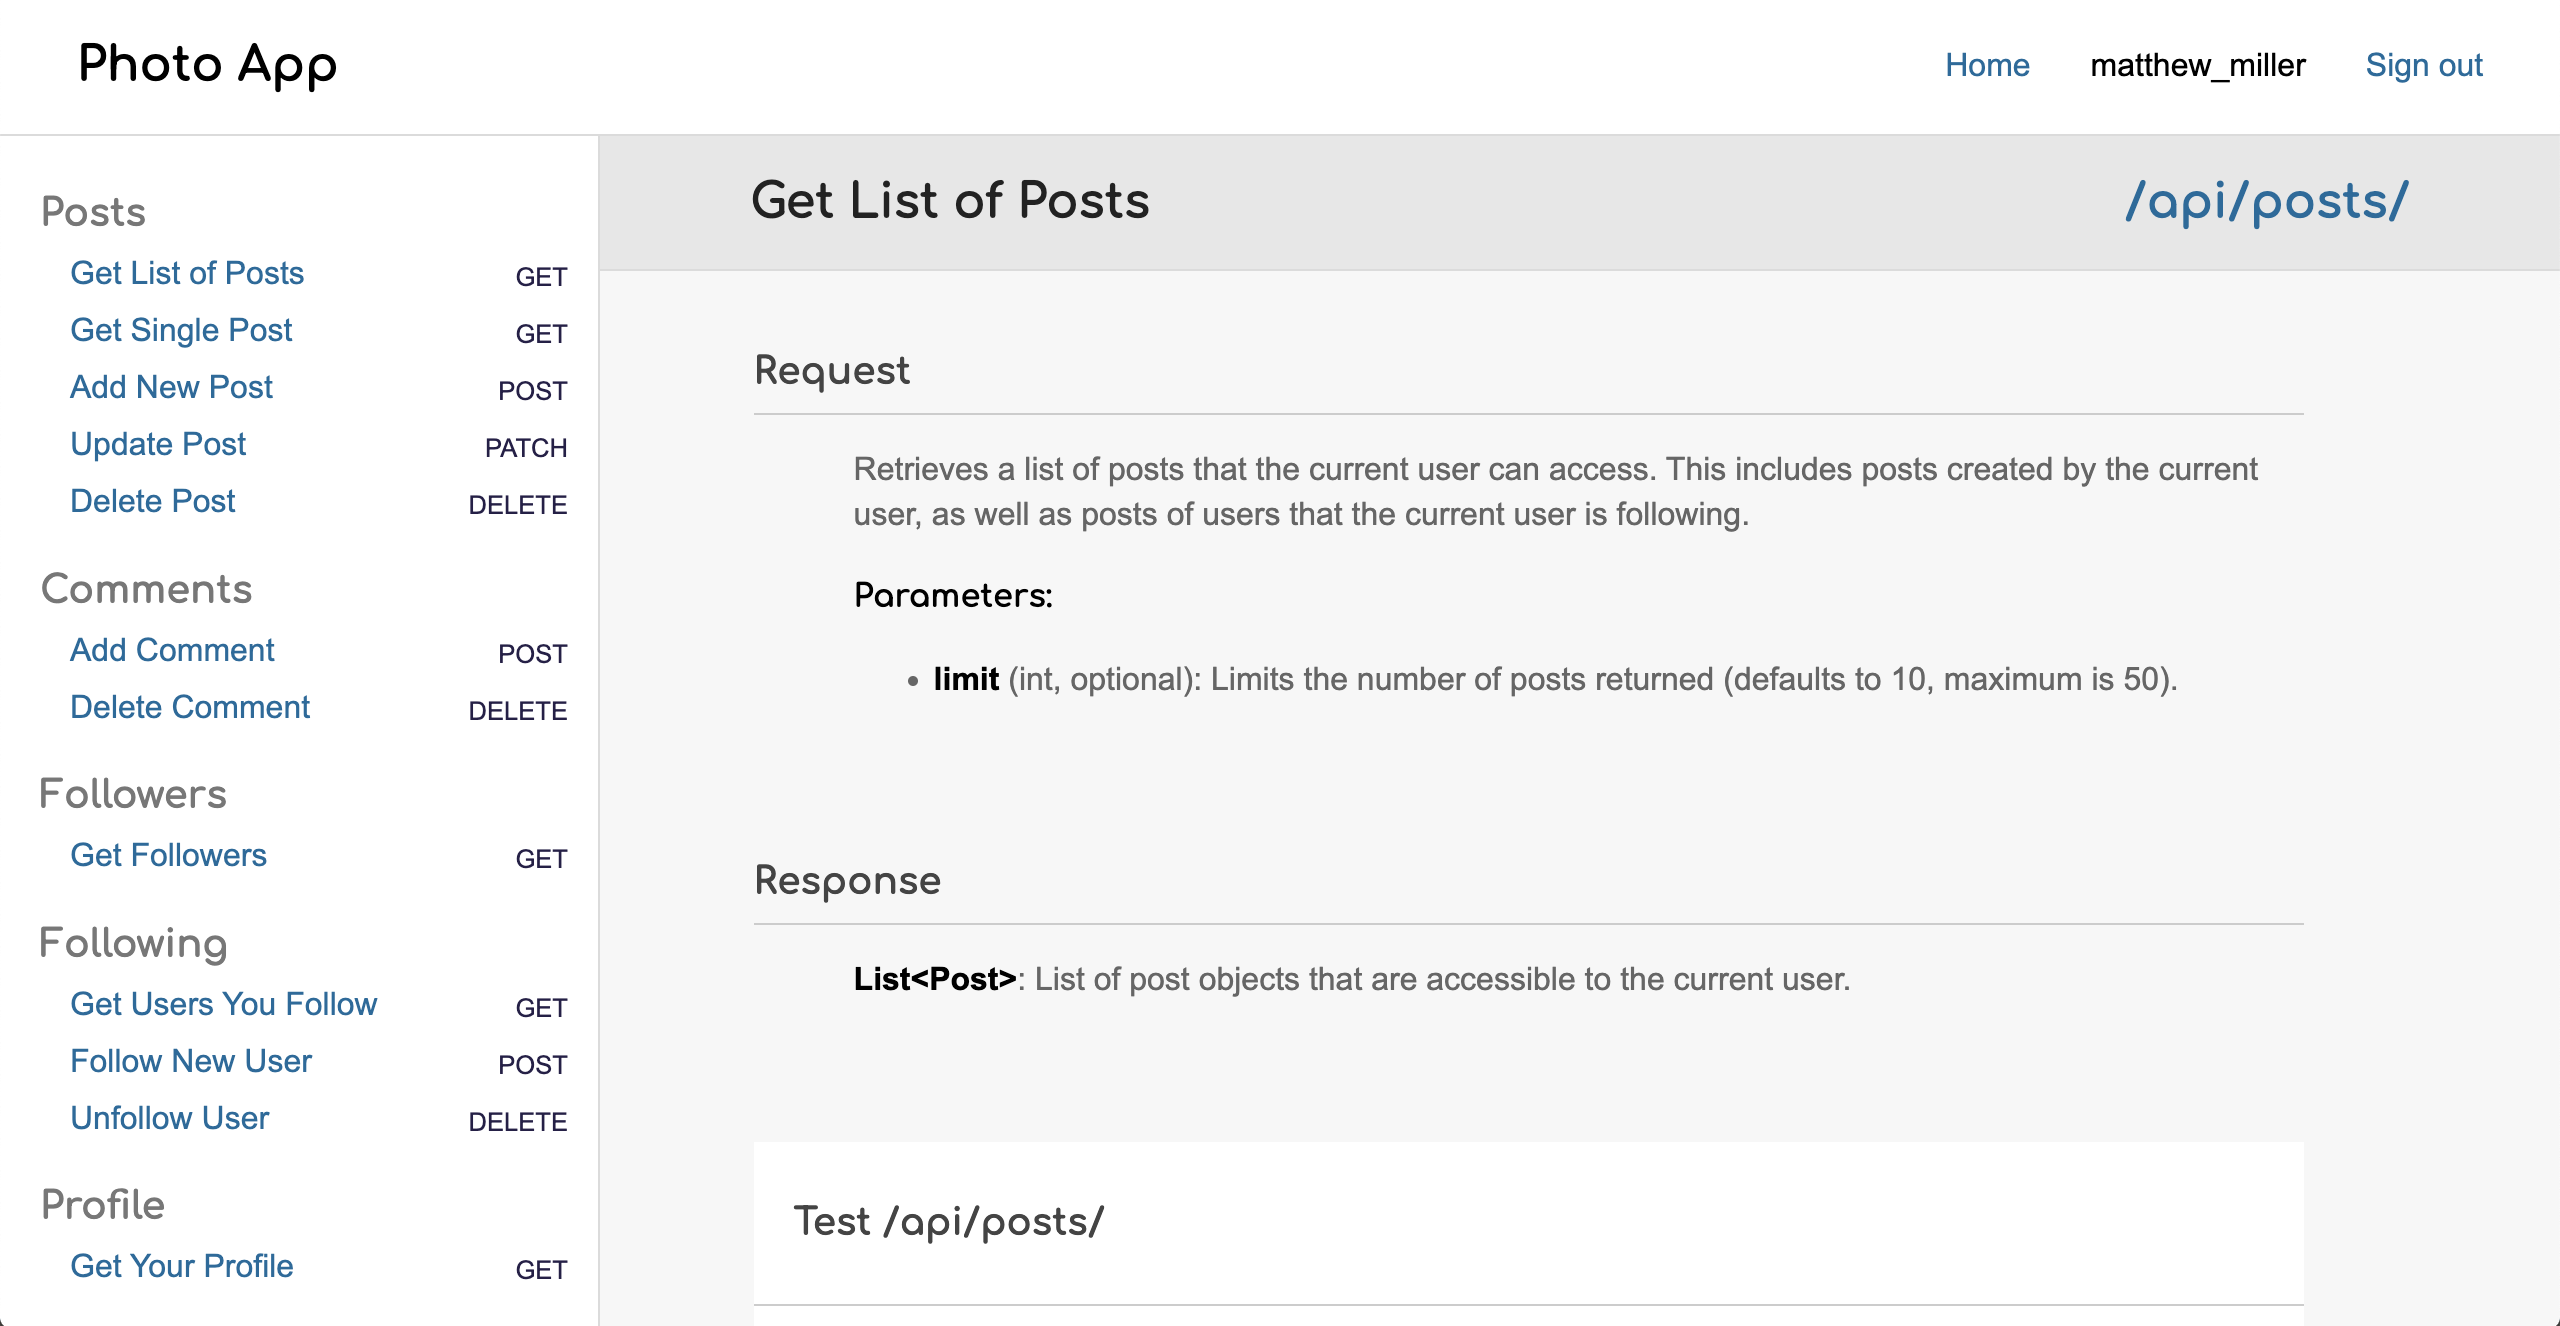 Photo App
Home
matthew_miller
Sign out
Posts
Get List of Posts GET
Get Single Post GET
Add New Post POST
Update Post PATCH
Delete Post DELETE
Comments
Add Comment POST
Delete Comment DELETE
Followers
Get Followers GET
Following
Get Users You Follow GET
Follow New User POST
Unfollow User DELETE
Profile
Get Your Profile GET
Get List of Posts
/api/posts/
Request
Retrieves a list of posts that the current user can access. This includes posts created by the current
user, as well as posts of users that the current user is following.
Parameters:
• limit (int, optional): Limits the number of posts returned (defaults to 10, maximum is 50).
Response
List<Post>: List of post objects that are accessible to the current user.
Test /api/posts/